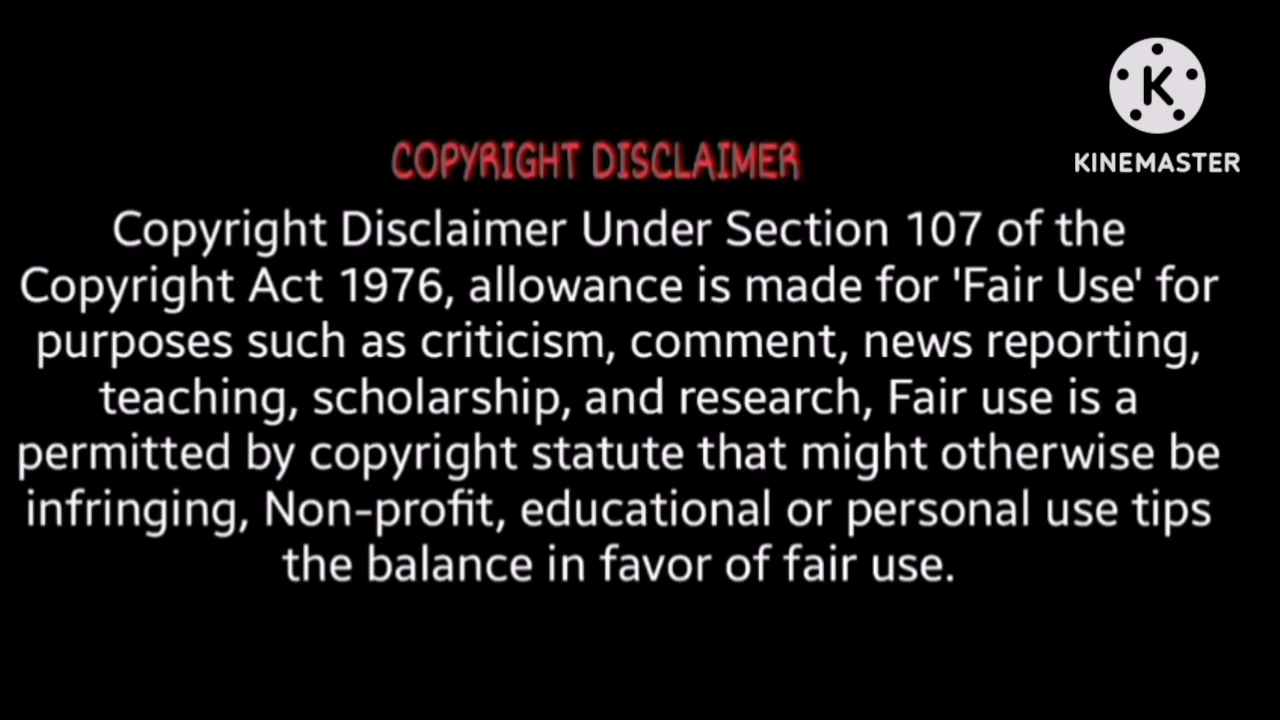 K
KINEMASTER
COPYRIGHT DISCLAIMER
Copyright Disclaimer Under Section 107 of the
Copyright Act 1976, allowance is made for 'Fair Use' for
purposes such as criticism, comment, news reporting,
teaching, scholarship, and research, Fair use is a
permitted by copyright statute that might otherwise be
infringing, Non-profit, educational or personal use tips
the balance in favor of fair use.